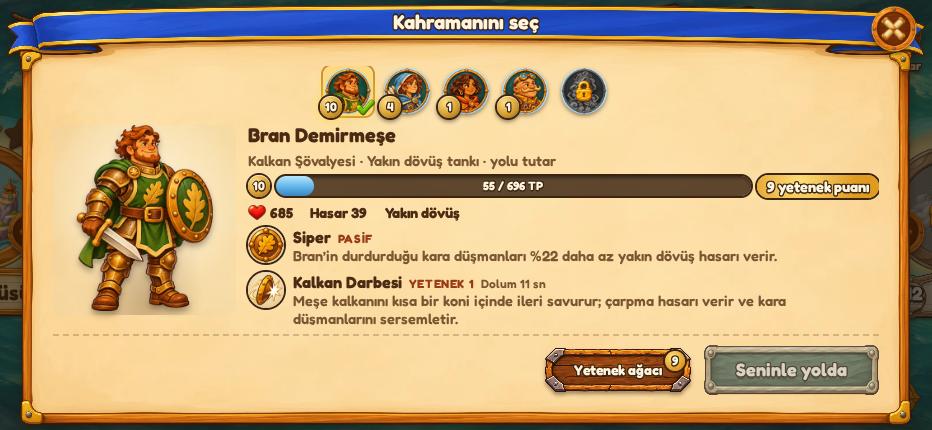 Kahramanını seç
10
4
1
1
Bran Demirmeşe
Kalkan Şövalyesi · Yakın dövüş tankı · yolu tutar
10 55 / 696 TP 9 yetenek puanı
685 Hasar 39 Yakın dövüş
Siper PASİF
Bran'in durdurduğu kara düşmanları %22 daha az yakın dövüş hasarı verir.
Kalkan Darbesi YETENEK 1 Dolum 11 sn
Meşe kalkanını kısa bir koni içinde ileri savurur; çarpma hasarı verir ve kara
düşmanlarını sersemletir.
Yetenek ağacı 9
Seninle yolda